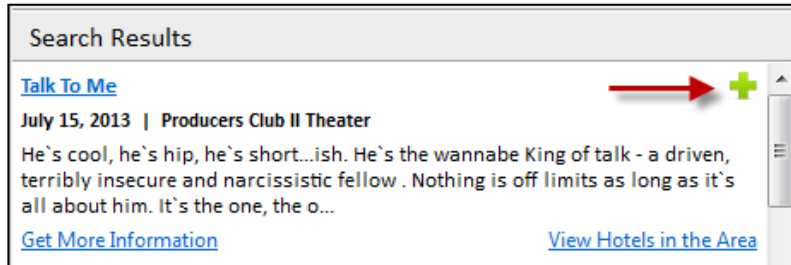 Search Results
Talk To Me
July 15, 2013 | Producers Club II Theater
He`s cool, he`s hip, he`s short...ish. He`s the wannabe King of talk - a driven,
terribly insecure and narcissistic fellow . Nothing is off limits as long as it`s
all about him. It`s the one, the o...
Get More Information View Hotels in the Area